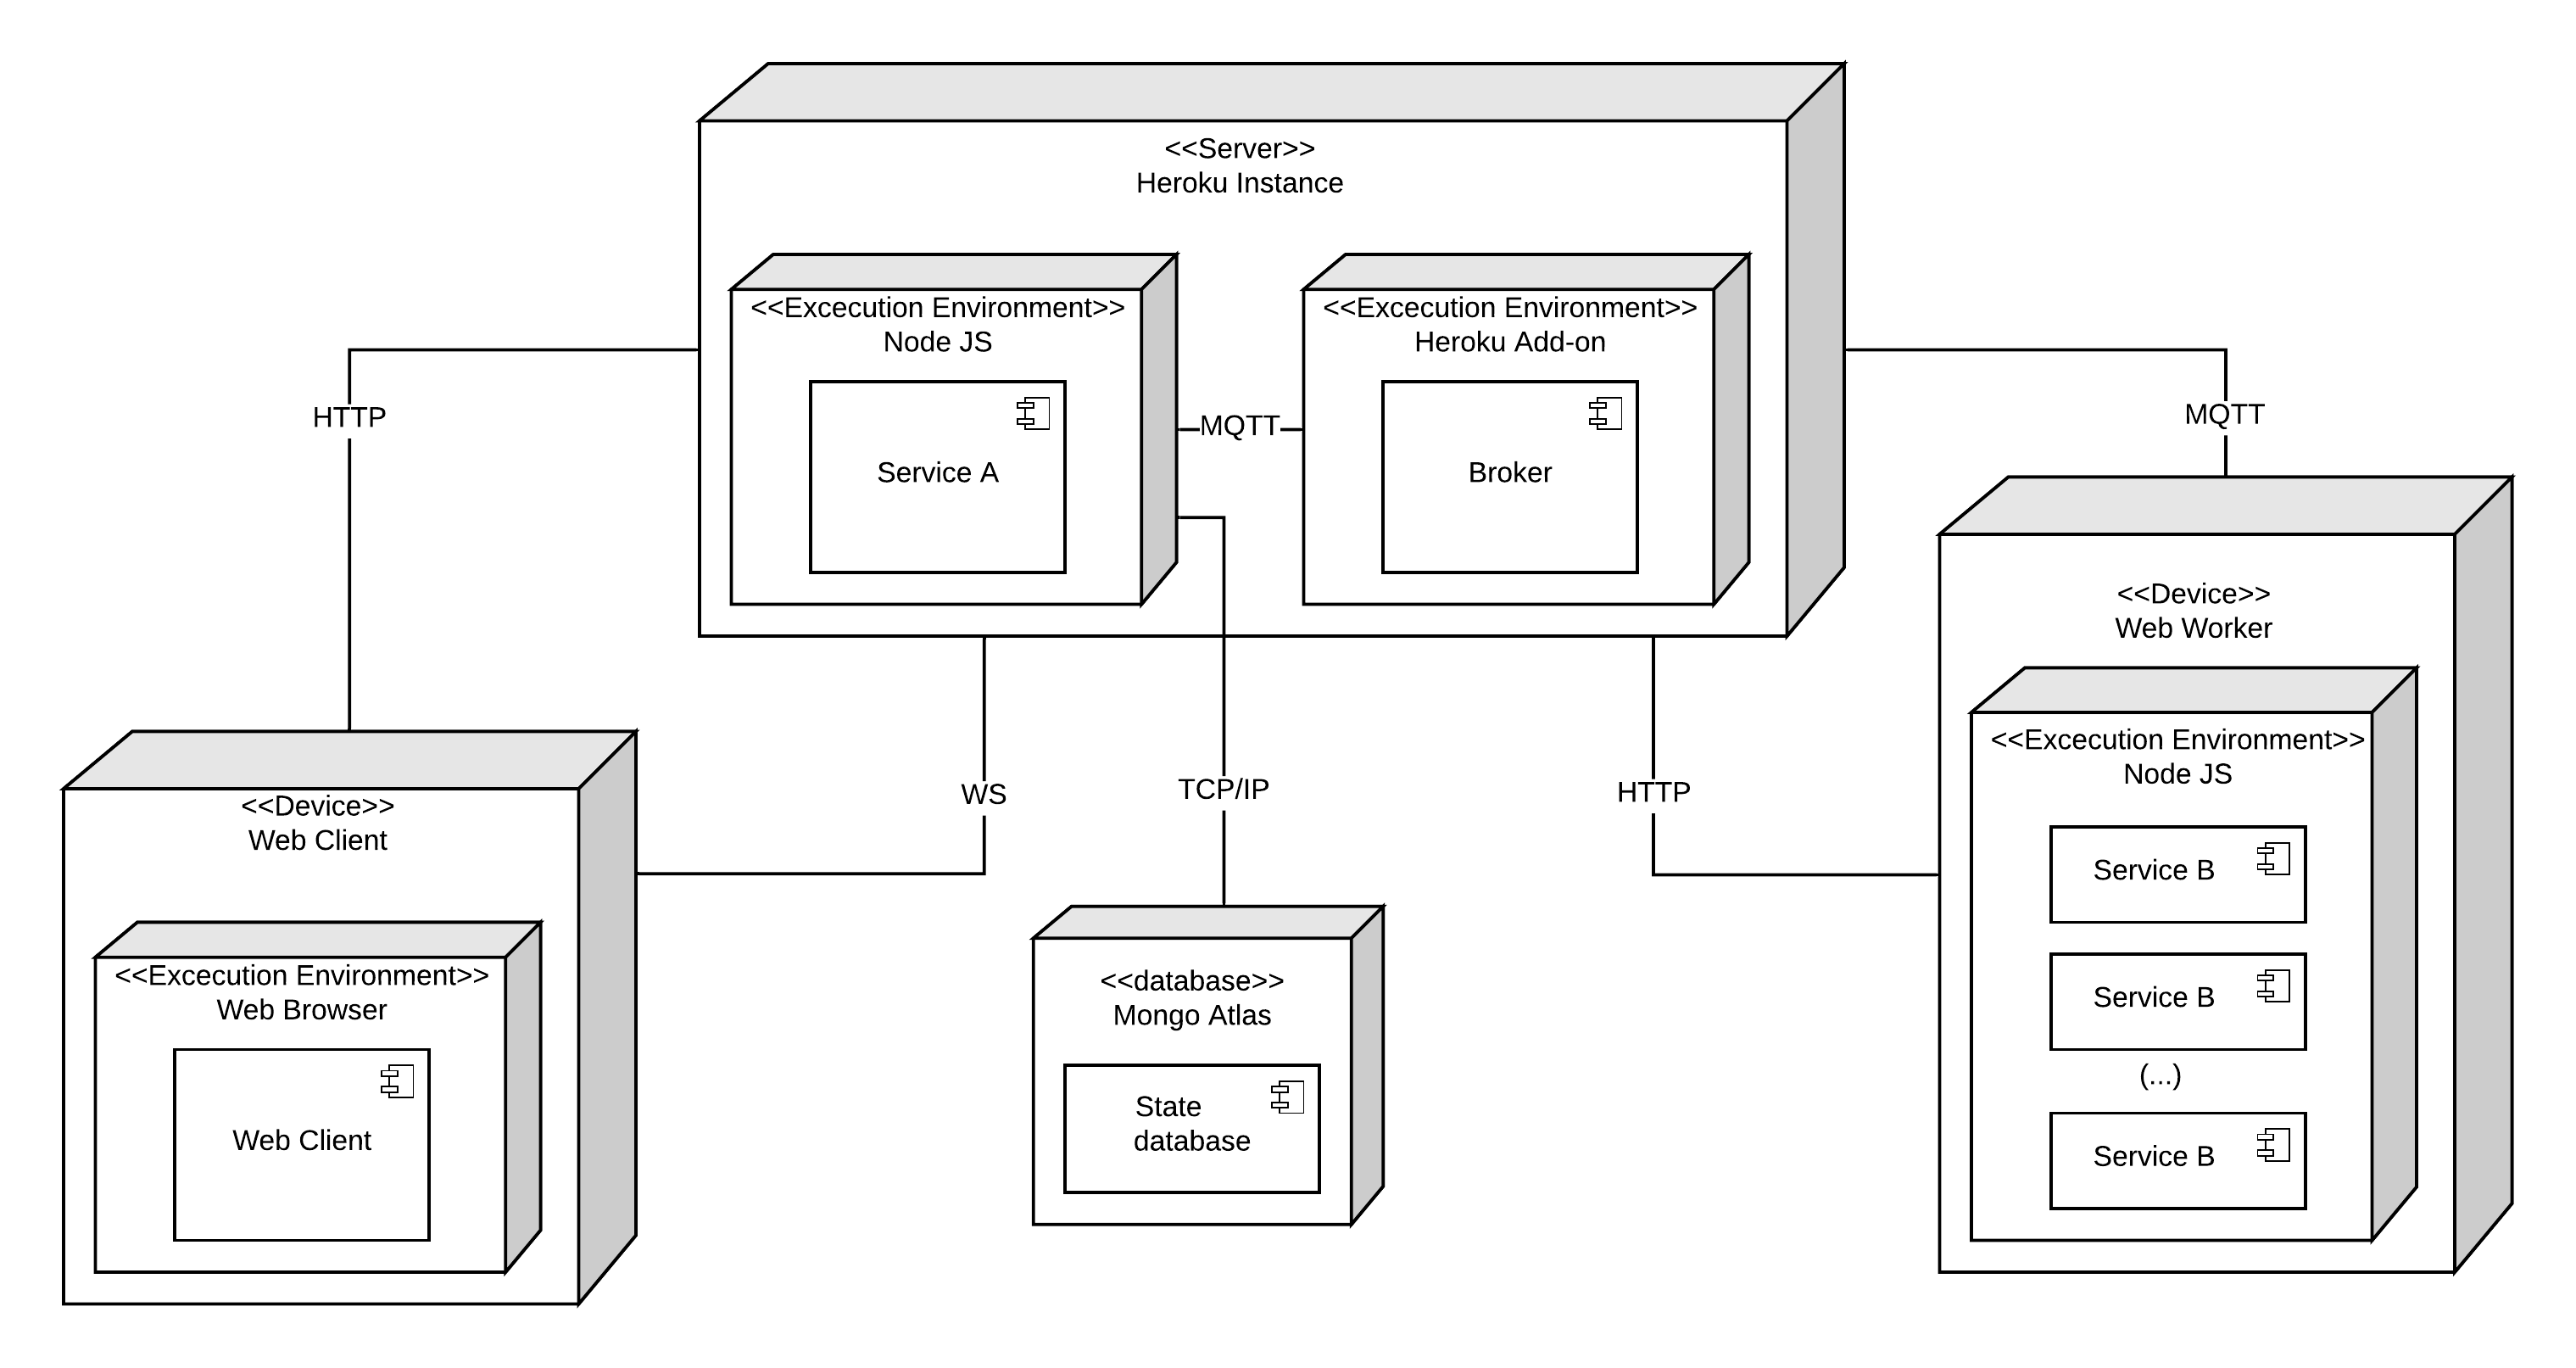 <<Server>>
Heroku Instance
<<Excecution Environment>>
Node JS
Service A
MQTT
<<Excecution Environment>>
Heroku Add-on
Broker
HTTP
MQTT
WS
TCP/IP
HTTP
<<Device>>
Web Client
<<Excecution Environment>>
Web Browser
Web Client
<<database>>
Mongo Atlas
State
database
<<Device>>
Web Worker
<<Excecution Environment>>
Node JS
Service B
Service B
(...)
Service B